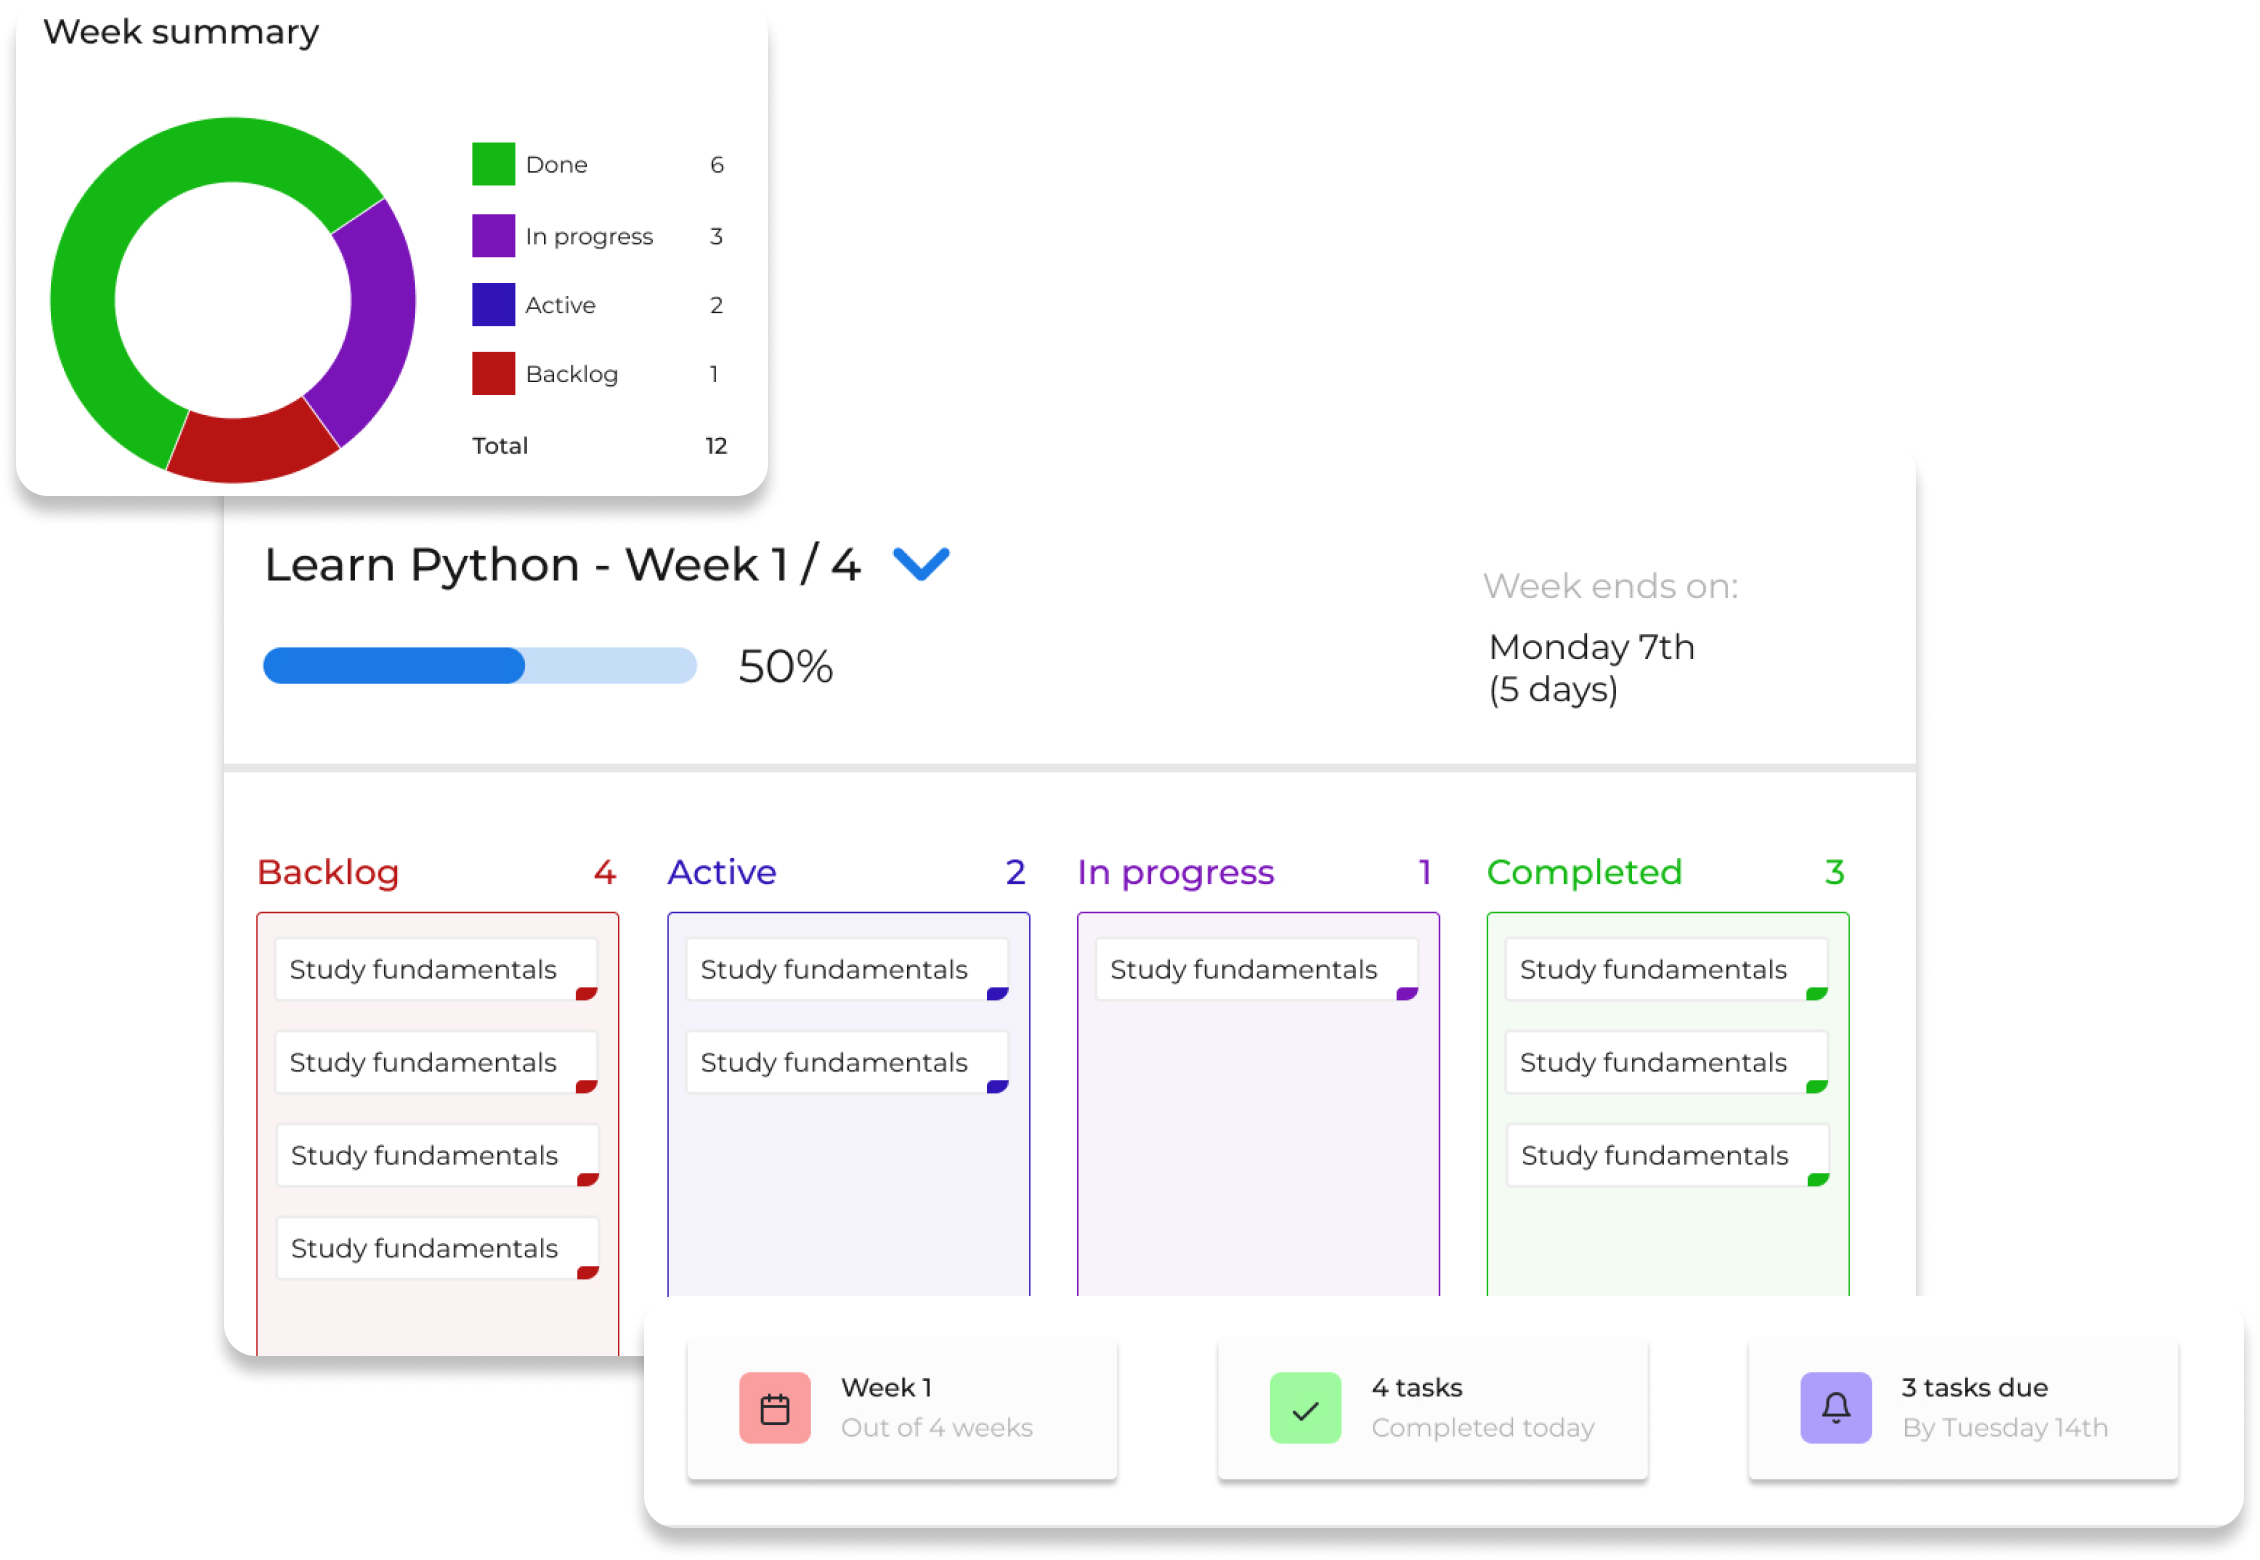 Week summary
Done 6
In progress 3
Active 2
Backlog 1
Total 12
Learn Python - Week 1 / 4
50%
Week ends on:
Monday 7th
(5 days)
Backlog 4
Active 2
In progress 1
Completed 3
Study fundamentals Study fundamentals Study fundamentals Study fundamentals
Study fundamentals Study fundamentals Study fundamentals
Study fundamentals Study fundamentals
Study fundamentals
Week 1
Out of 4 weeks
4 tasks
Completed today
3 tasks due
By Tuesday 14th